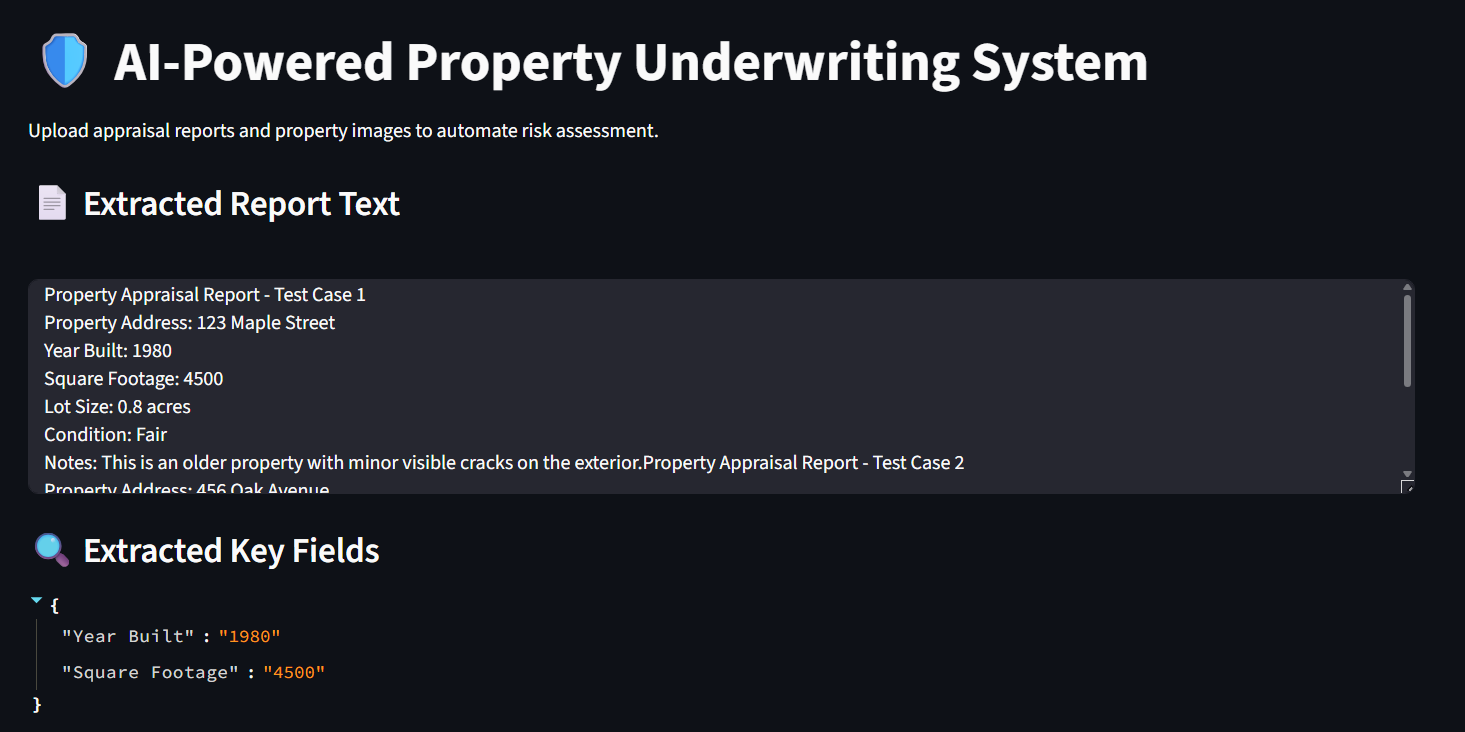 AI-Powered Property Underwriting System
Upload appraisal reports and property images to automate risk assessment.
Extracted Report Text
Property Appraisal Report - Test Case 1
Property Address: 123 Maple Street
Year Built: 1980
Square Footage: 4500
Lot Size: 0.8 acres
Condition: Fair
Notes: This is an older property with minor visible cracks on the exterior.Property Appraisal Report - Test Case 2
Property Address: 456 Oak Avenue
Extracted Key Fields
{
"Year Built" : "1980"
"Square Footage" : "4500"
}